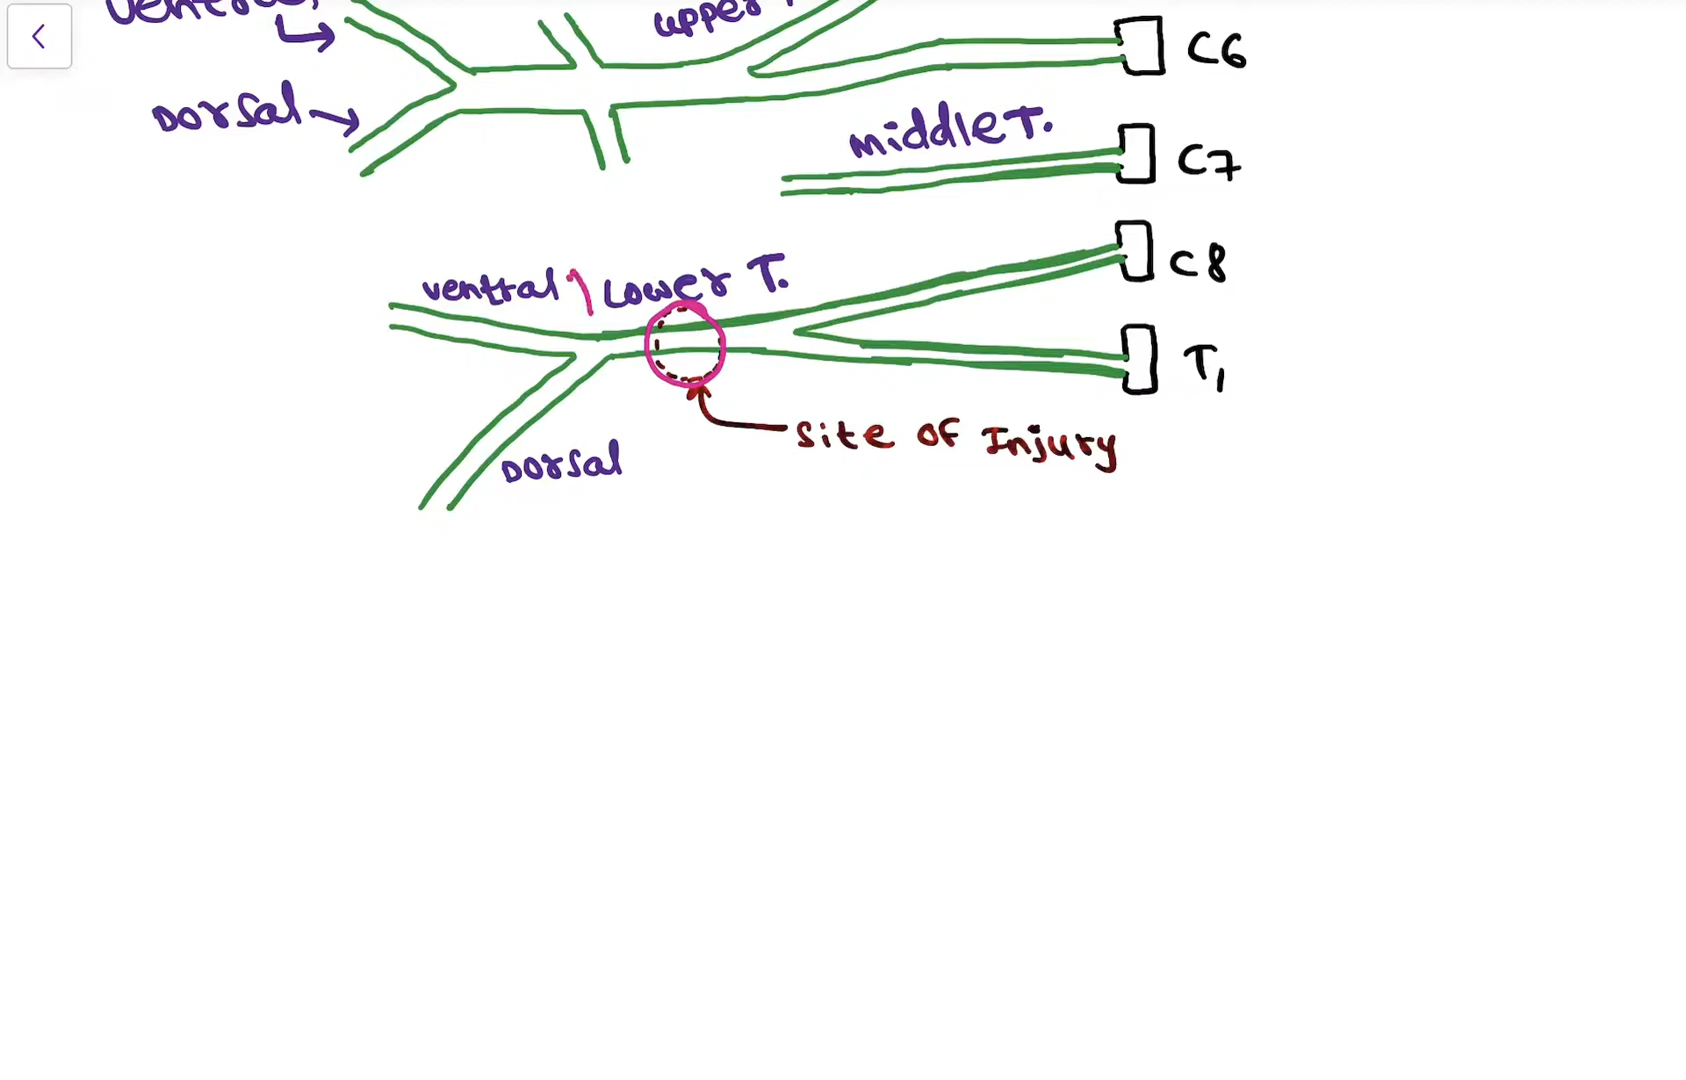 upper
C6
Dorsal
middle T.
C7
ventral Lower T.
C8
T1
Site of Injury
Dorsal